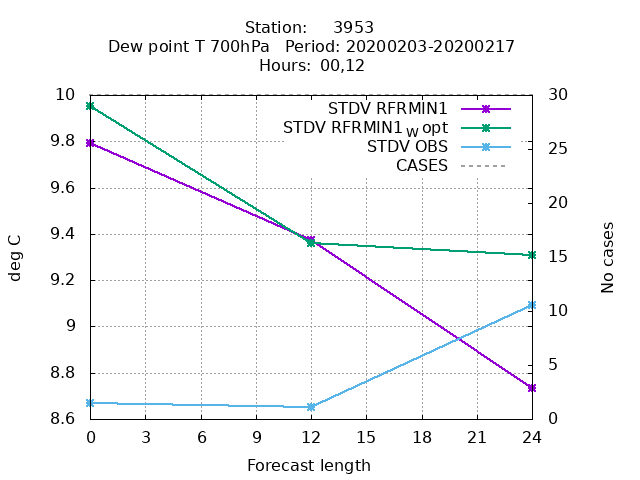 Station: 3953
Dew point T 700hPa Period: 20200203-20200217
Hours: 00,12
10 30
STDV RFRMIN1
STDV RFRMIN1wopt
9.8 25
STDV OBS
CASES
9.6 20
9.4 15
deg C
No cases
9.2 10
9
8.8 5
8.6 0
0 3 6 9 12 15 18 21 24
Forecast length